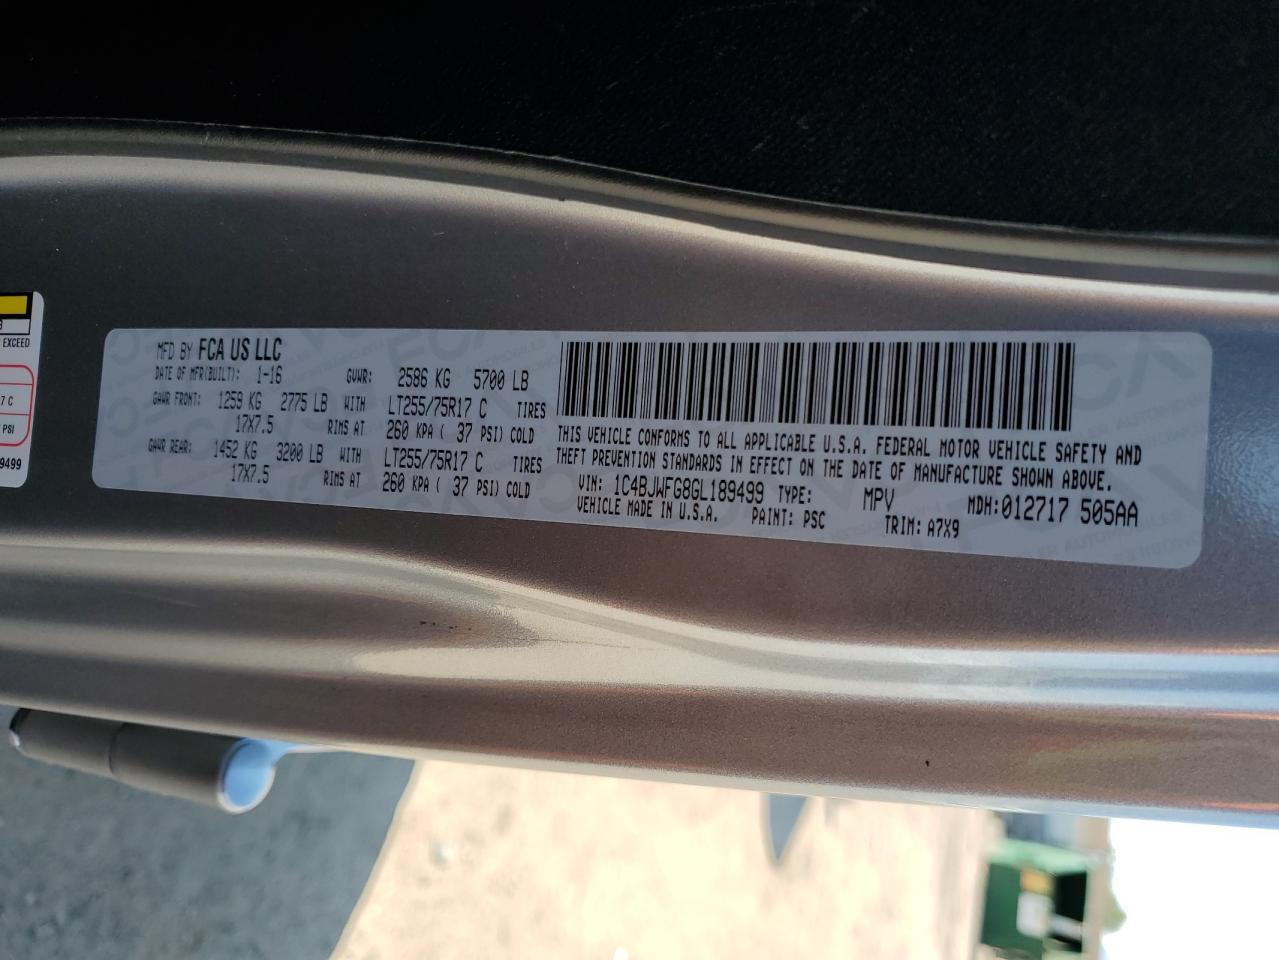 MFD BY FCA US LLC
DATE OF MFR(BUILT): 1-16 GVWR: 2586 KG 5700 LB
GAWR FRONT: 1259 KG 2775 LB WITH LT255/75R17 C TIRES
17X7.5 RIMS AT 260 KPA ( 37 PSI) COLD
GAWR REAR: 1452 KG 3200 LB WITH LT255/75R17 C TIRES
17X7.5 RIMS AT 260 KPA ( 37 PSI) COLD
THIS VEHICLE CONFORMS TO ALL APPLICABLE U.S.A. FEDERAL MOTOR VEHICLE SAFETY AND
THEFT PREVENTION STANDARDS IN EFFECT ON THE DATE OF MANUFACTURE SHOWN ABOVE.
VIN: 1C4BJWFG8GL189499 TYPE: MPV MDH:012717 505AA
VEHICLE MADE IN U.S.A. PAINT: PSC TRIM: A7X9
EXCEED
7 C
PSI
9499